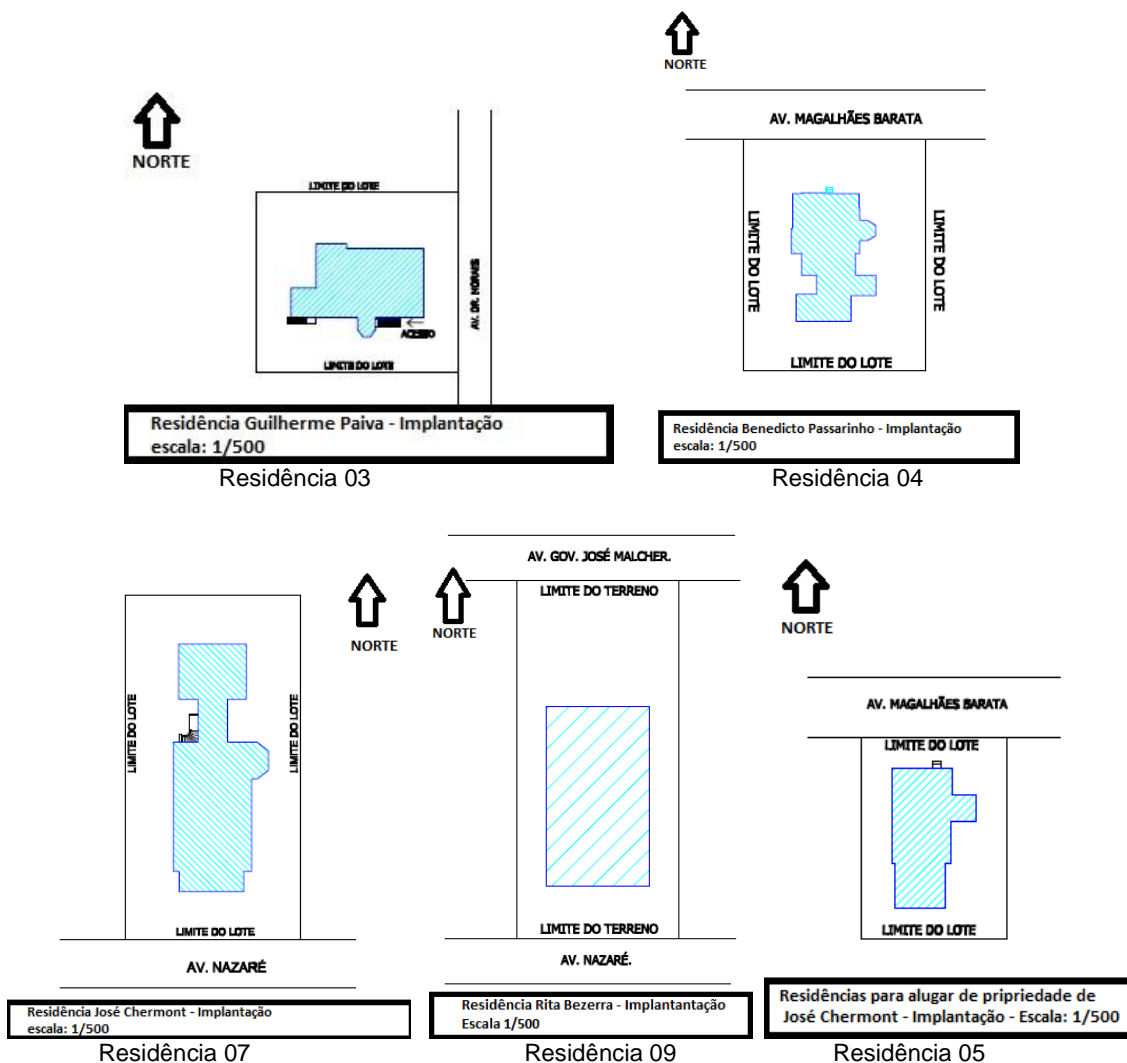 NORTE
LIMITE DO LOTE
AV. DR. MORAIS
ACESSO
LIMITE DO LOTE
Residência Guilherme Paiva - Implantação
escala: 1/500
Residência 03
NORTE
AV. MAGALHÃES BARATA
LIMITE DO LOTE
LIMITE DO LOTE
LIMITE DO LOTE
Residência Benedicto Passarinho - Implantação
escala: 1/500
Residência 04
NORTE
LIMITE DO LOTE
LIMITE DO LOTE
LIMITE DO LOTE
AV. NAZARÉ
Residência José Chermont - Implantação
escala: 1/500
Residência 07
NORTE
AV. GOV. JOSÉ MALCHER.
LIMITE DO TERRENO
LIMITE DO TERRENO
AV. NAZARÉ.
Residência Rita Bezerra - Implantantação
Escala 1/500
Residência 09
NORTE
AV. MAGALHÃES BARATA
LIMITE DO LOTE
LIMITE DO LOTE
Residências para alugar de pripriedade de
José Chermont - Implantação - Escala: 1/500
Residência 05